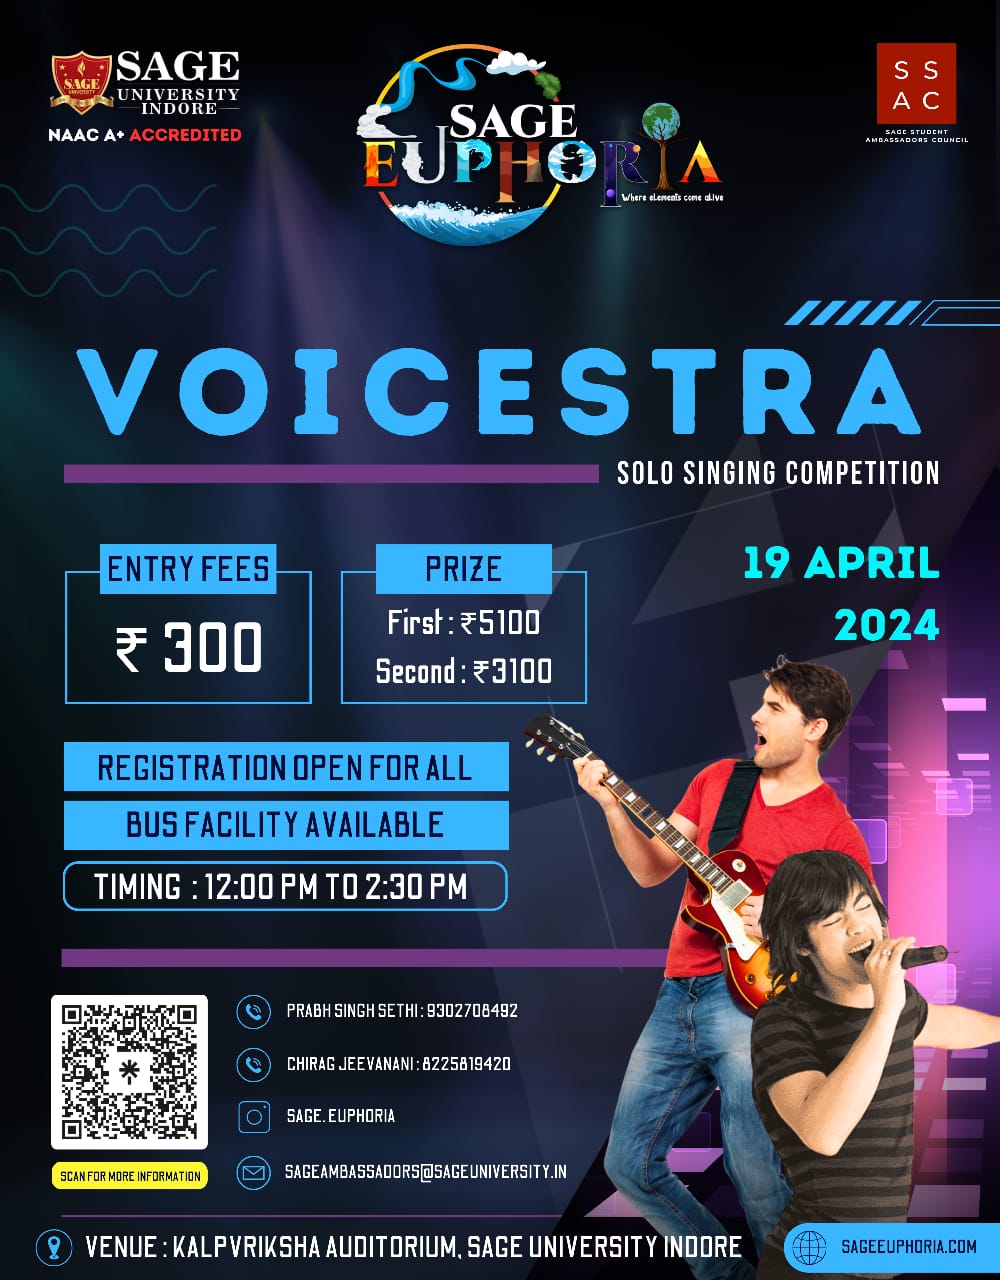 SAGE
UNIVERSITY
INDORE
NAAC A+ ACCREDITED
SAGE
UNIVERSITY
SAGE
EUPHORIA
Where elements come alive
S S
A C
SAGE STUDENT
AMBASSADORS COUNCIL
VOICESTRA
SOLO SINGING COMPETITION
ENTRY FEES
₹ 300
PRIZE
First : ₹5100
Second : ₹3100
19 APRIL
2024
REGISTRATION OPEN FOR ALL
BUS FACILITY AVAILABLE
TIMING : 12:00 PM TO 2:30 PM
PRABH SINGH SETHI : 9302708492
CHIRAG JEEVANANI : 8225819420
SAGE. EUPHORIA
SAGEAMBASSADORS@SAGEUNIVERSITY.IN
SCAN FOR MORE INFORMATION
VENUE : KALPVRIKSHA AUDITORIUM, SAGE UNIVERSITY INDORE
SAGEEUPHORIA.COM